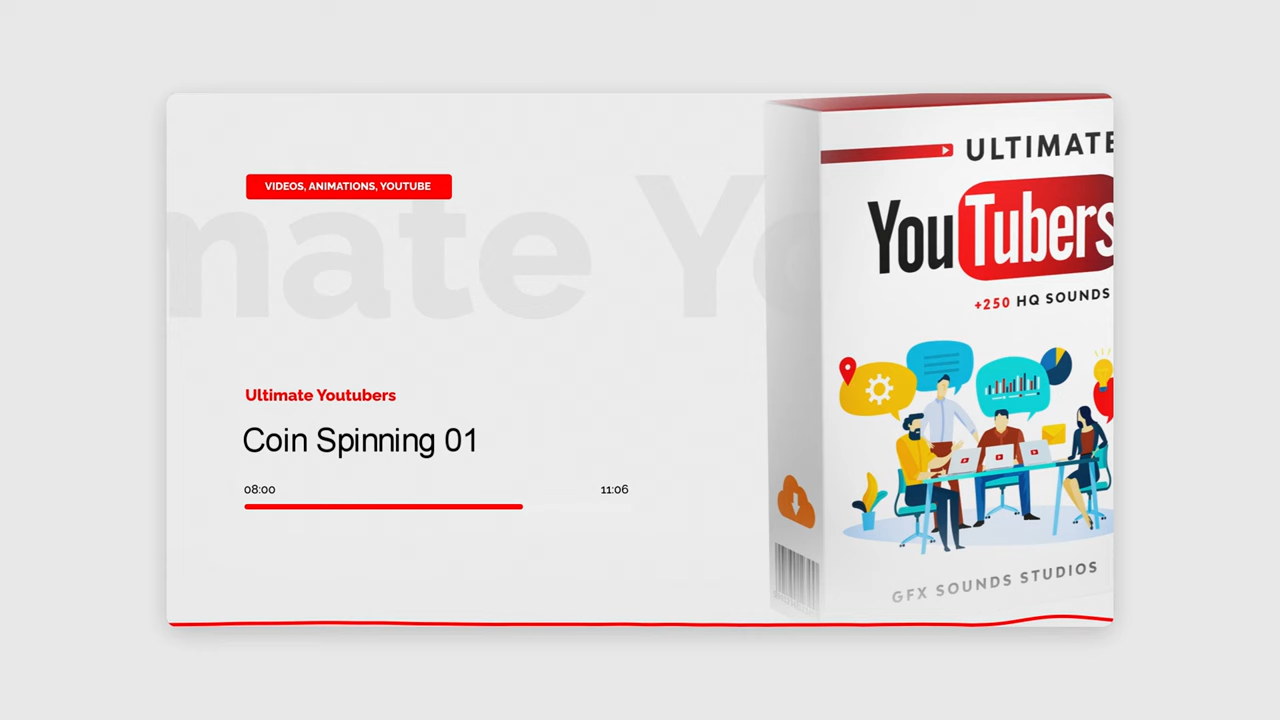 VIDEOS, ANIMATIONS, YOUTUBE
mate Yo
Ultimate Youtubers
Coin Spinning 01
08:00 11:06
ULTIMATE
YouTubers
+250 HQ SOUNDS
GFX SOUNDS STUDIOS